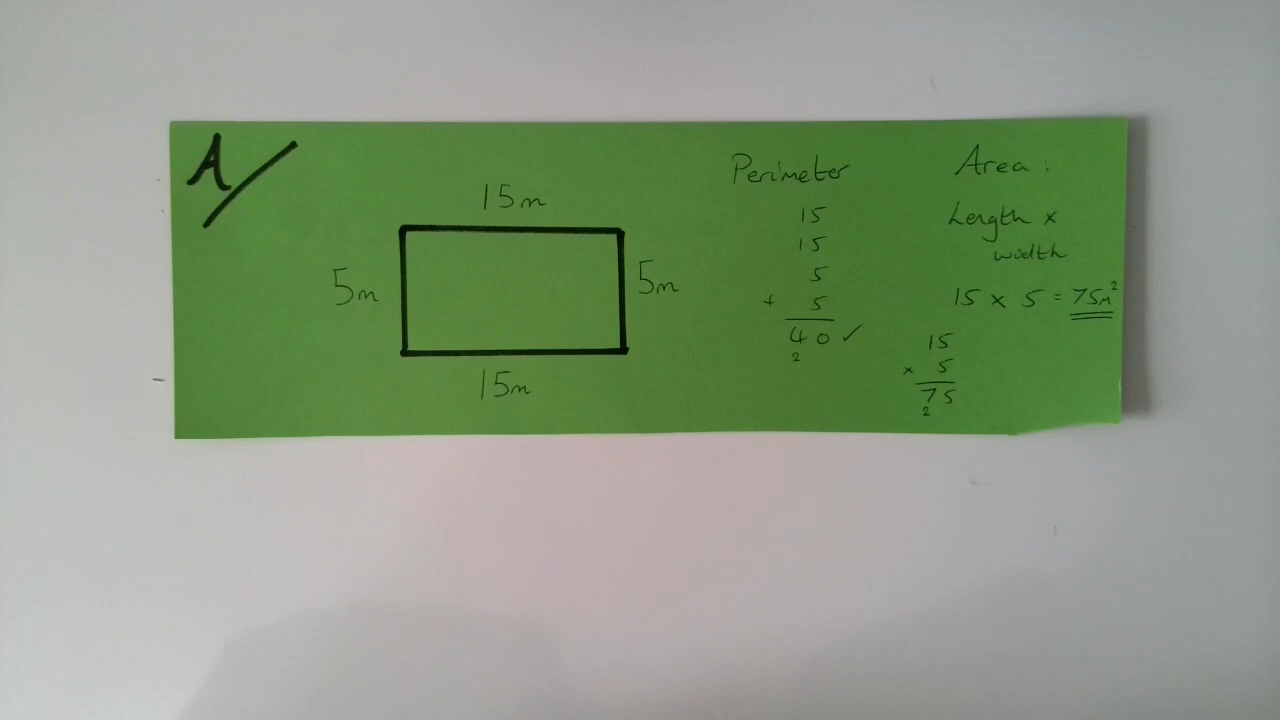 A/
15m
5m
5m
15m
Perimeter
15
15
5
+ 5
40 ✓
2
Area :
Length x
width
15 x 5 = 75m²
15
x 5
75
2